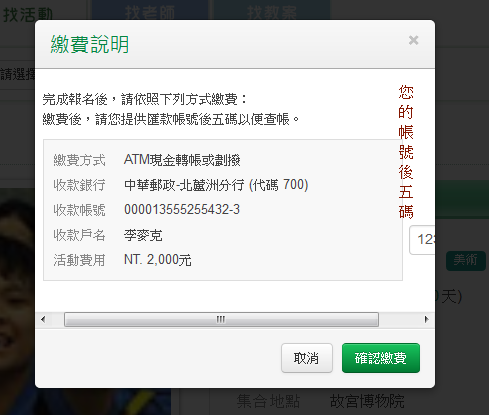 找活動
找老師
找教案
請選擇
繳費說明
×
完成報名後，請依照下列方式繳費：
繳費後，請您提供匯款帳號後五碼以便查帳。
您的帳號後五碼
繳費方式 ATM現金轉帳或劃撥
收款銀行 中華郵政-北蘆洲分行 (代碼 700)
收款帳號 000013555255432-3
收款戶名 李麥克
活動費用 NT. 2,000元
123
美術
天)
取消
確認繳費
集合地點 故宮博物院